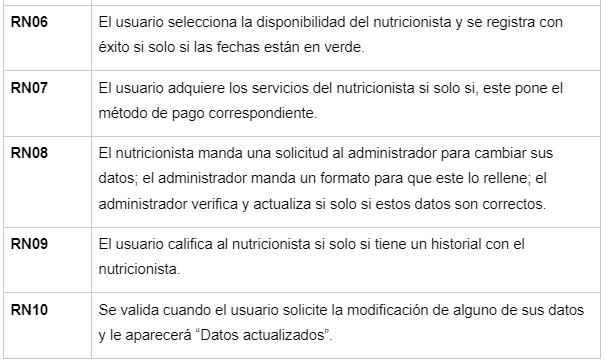 RN06
El usuario selecciona la disponibilidad del nutricionista y se registra con
éxito si solo si las fechas están en verde.
RN07
El usuario adquiere los servicios del nutricionista si solo si, este pone el
método de pago correspondiente.
RN08
El nutricionista manda una solicitud al administrador para cambiar sus
datos; el administrador manda un formato para que este lo rellene; el
administrador verifica y actualiza si solo si estos datos son correctos.
RN09
El usuario califica al nutricionista si solo si tiene un historial con el
nutricionista.
RN10
Se valida cuando el usuario solicite la modificación de alguno de sus datos
y le aparecerá “Datos actualizados”.